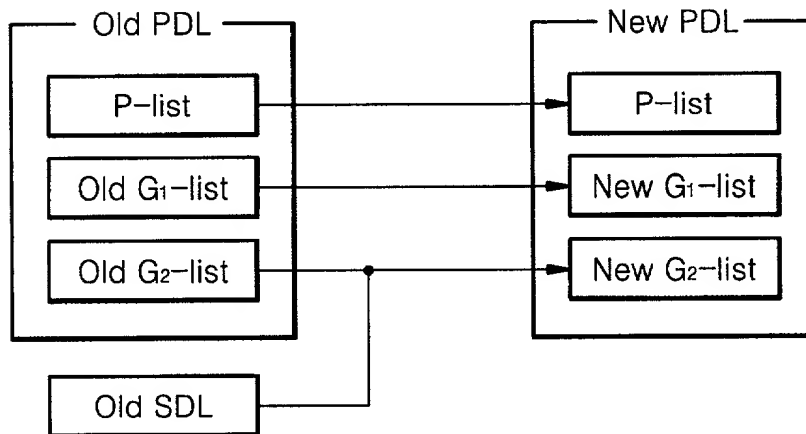 Old PDL
P-list
Old G₁-list
Old G₂-list
Old SDL
New PDL
P-list
New G₁-list
New G₂-list